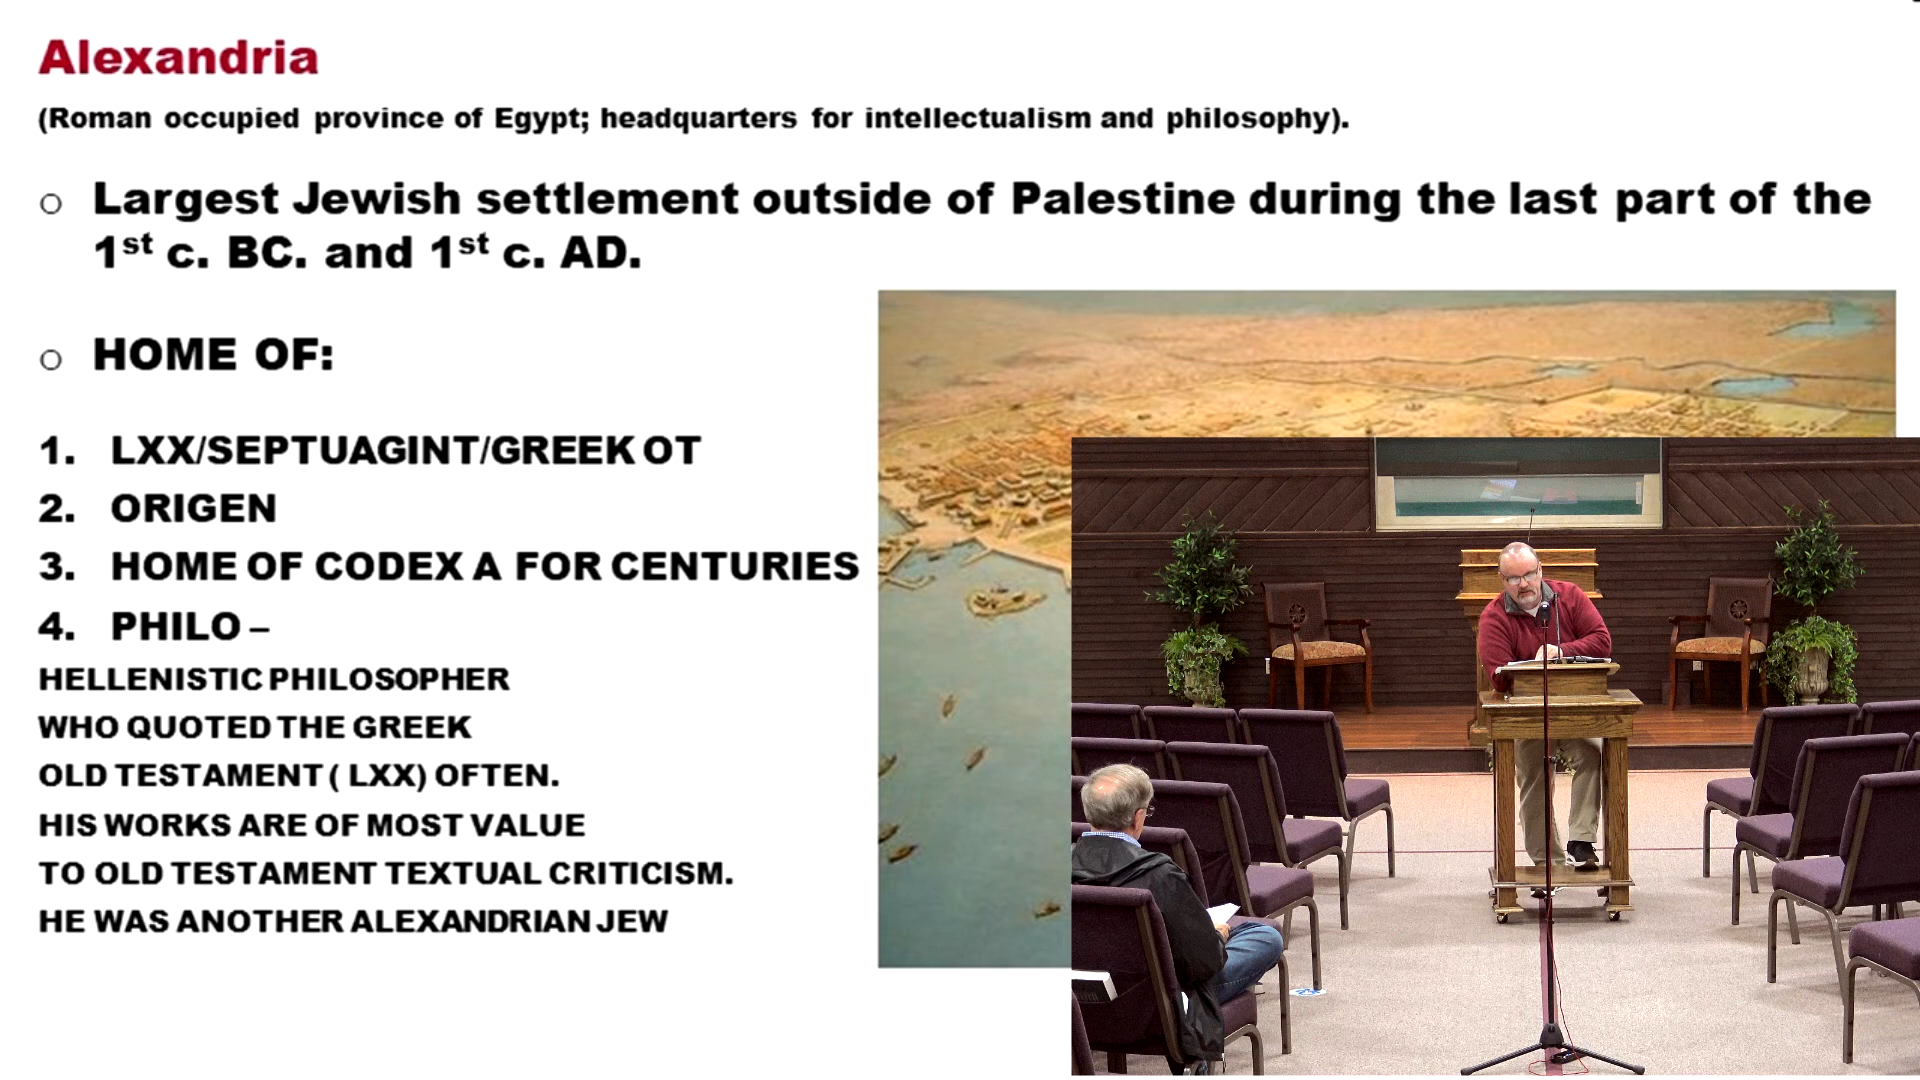 Alexandria
(Roman occupied province of Egypt; headquarters for intellectualism and philosophy).
Largest Jewish settlement outside of Palestine during the last part of the
1st c. BC. and 1st c. AD.
HOME OF:
1. LXX/SEPTUAGINT/GREEK OT
2. ORIGEN
3. HOME OF CODEX A FOR CENTURIES
4. PHILO –
HELLENISTIC PHILOSOPHER
WHO QUOTED THE GREEK
OLD TESTAMENT ( LXX) OFTEN.
HIS WORKS ARE OF MOST VALUE
TO OLD TESTAMENT TEXTUAL CRITICISM.
HE WAS ANOTHER ALEXANDRIAN JEW